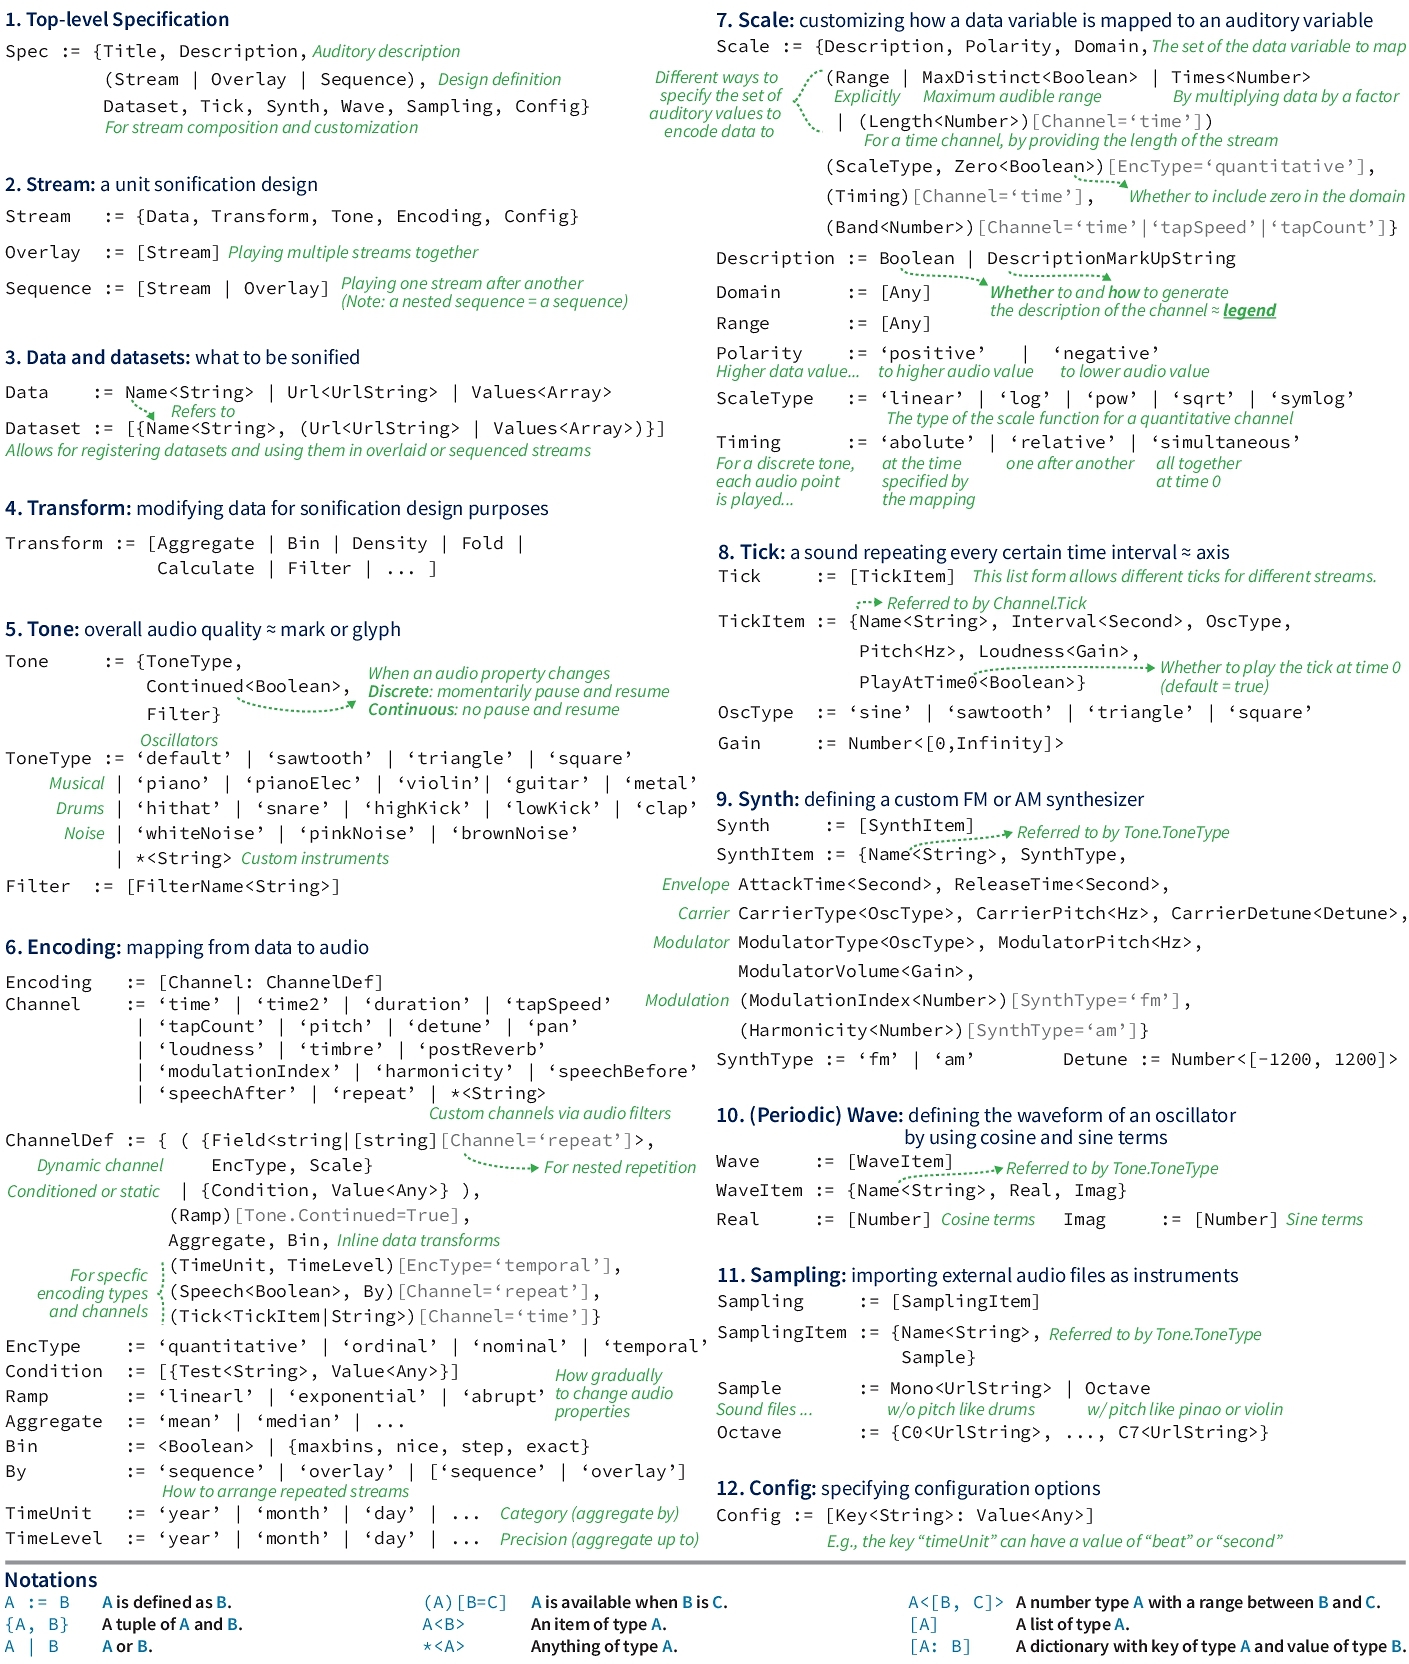 1. Top-level Specification
Spec := {Title, Description, Auditory description
(Stream | Overlay | Sequence), Design definition
Dataset, Tick, Synth, Wave, Sampling, Config}
For stream composition and customization
2. Stream: a unit sonification design
Stream := {Data, Transform, Tone, Encoding, Config}
Overlay := [Stream] Playing multiple streams together
Sequence := [Stream | Overlay] Playing one stream after another
(Note: a nested sequence = a sequence)
3. Data and datasets: what to be sonified
Data := Name<String> | Url<UrlString> | Values<Array>
Refers to
Dataset := [{Name<String>, (Url<UrlString> | Values<Array>)}]
Allows for registering datasets and using them in overlaid or sequenced streams
4. Transform: modifying data for sonification design purposes
Transform := [Aggregate | Bin | Density | Fold |
Calculate | Filter | ... ]
5. Tone: overall audio quality ≈ mark or glyph
Tone := {ToneType,
Continued<Boolean>,
Filter}
When an audio property changes
Discrete: momentarily pause and resume
Continuous: no pause and resume
Oscillators
ToneType := ‘default’ | ‘sawtooth’ | ‘triangle’ | ‘square’
Musical | ‘piano’ | ‘pianoElec’ | ‘violin’| ‘guitar’ | ‘metal’
Drums | ‘hithat’ | ‘snare’ | ‘highKick’ | ‘lowKick’ | ‘clap’
Noise | ‘whiteNoise’ | ‘pinkNoise’ | ‘brownNoise’
| *<String> Custom instruments
Filter := [FilterName<String>]
6. Encoding: mapping from data to audio
Encoding := [Channel: ChannelDef]
Channel := ‘time’ | ‘time2’ | ‘duration’ | ‘tapSpeed’
| ‘tapCount’ | ‘pitch’ | ‘detune’ | ‘pan’
| ‘loudness’ | ‘timbre’ | ‘postReverb’
| ‘modulationIndex’ | ‘harmonicity’ | ‘speechBefore’
| ‘speechAfter’ | ‘repeat’ | *<String>
Custom channels via audio filters
ChannelDef := { ( {Field<string|[string][Channel=‘repeat’]>,
Dynamic channel EncType, Scale} For nested repetition
Conditioned or static | {Condition, Value<Any>} ),
(Ramp)[Tone.Continued=True],
Aggregate, Bin, Inline data transforms
For specfic
encoding types
and channels
(TimeUnit, TimeLevel)[EncType=‘temporal’],
(Speech<Boolean>, By)[Channel=‘repeat’],
(Tick<TickItem|String>)[Channel=‘time’]}
EncType := ‘quantitative’ | ‘ordinal’ | ‘nominal’ | ‘temporal’
Condition := [{Test<String>, Value<Any>}]
Ramp := ‘linearl’ | ‘exponential’ | ‘abrupt’
How gradually
to change audio
properties
Aggregate := ‘mean’ | ‘median’ | ...
Bin := <Boolean> | {maxbins, nice, step, exact}
By := ‘sequence’ | ‘overlay’ | [‘sequence’ | ‘overlay’]
How to arrange repeated streams
TimeUnit := ‘year’ | ‘month’ | ‘day’ | ... Category (aggregate by)
TimeLevel := ‘year’ | ‘month’ | ‘day’ | ... Precision (aggregate up to)
7. Scale: customizing how a data variable is mapped to an auditory variable
Scale := {Description, Polarity, Domain, The set of the data variable to map
Different ways to
specify the set of
auditory values to
encode data to
(Range | MaxDistinct<Boolean> | Times<Number>
Explicitly Maximum audible range By multiplying data by a factor
| (Length<Number>)[Channel=‘time’])
For a time channel, by providing the length of the stream
(ScaleType, Zero<Boolean>)[EncType=‘quantitative’],
(Timing)[Channel=‘time’], Whether to include zero in the domain
(Band<Number>)[Channel=‘time’|‘tapSpeed’|‘tapCount’]}
Description := Boolean | DescriptionMarkUpString
Domain := [Any] Whether to and how to generate
the description of the channel ≈ legend
Range := [Any]
Polarity := ‘positive’ | ‘negative’
Higher data value... to higher audio value to lower audio value
ScaleType := ‘linear’ | ‘log’ | ‘pow’ | ‘sqrt’ | ‘symlog’
The type of the scale function for a quantitative channel
Timing := ‘abolute’ | ‘relative’ | ‘simultaneous’
For a discrete tone, at the time one after another all together
each audio point specified by at time 0
is played... the mapping
8. Tick: a sound repeating every certain time interval ≈ axis
Tick := [TickItem] This list form allows different ticks for different streams.
Referred to by Channel.Tick
TickItem := {Name<String>, Interval<Second>, OscType,
Pitch<Hz>, Loudness<Gain>,
PlayAtTime0<Boolean>} Whether to play the tick at time 0
(default = true)
OscType := ‘sine’ | ‘sawtooth’ | ‘triangle’ | ‘square’
Gain := Number<[0,Infinity]>
9. Synth: defining a custom FM or AM synthesizer
Synth := [SynthItem] Referred to by Tone.ToneType
SynthItem := {Name<String>, SynthType,
Envelope AttackTime<Second>, ReleaseTime<Second>,
Carrier CarrierType<OscType>, CarrierPitch<Hz>, CarrierDetune<Detune>,
Modulator ModulatorType<OscType>, ModulatorPitch<Hz>,
ModulatorVolume<Gain>,
Modulation (ModulationIndex<Number>)[SynthType=‘fm’],
(Harmonicity<Number>)[SynthType=‘am’]}
SynthType := ‘fm’ | ‘am’ Detune := Number<[-1200, 1200]>
10. (Periodic) Wave: defining the waveform of an oscillator
by using cosine and sine terms
Wave := [WaveItem] Referred to by Tone.ToneType
WaveItem := {Name<String>, Real, Imag}
Real := [Number] Cosine terms Imag := [Number] Sine terms
11. Sampling: importing external audio files as instruments
Sampling := [SamplingItem]
SamplingItem := {Name<String>, Referred to by Tone.ToneType
Sample}
Sample := Mono<UrlString> | Octave
Sound files ... w/o pitch like drums w/ pitch like pinao or violin
Octave := {C0<UrlString>, ..., C7<UrlString>}
12. Config: specifying configuration options
Config := [Key<String>: Value<Any>]
E.g., the key “timeUnit” can have a value of “beat” or “second”
Notations
A := B A is defined as B. (A)[B=C] A is available when B is C. A<[B, C]> A number type A with a range between B and C.
{A, B} A tuple of A and B. A<B> An item of type A. [A] A list of type A.
A | B A or B. *<A> Anything of type A. [A: B] A dictionary with key of type A and value of type B.